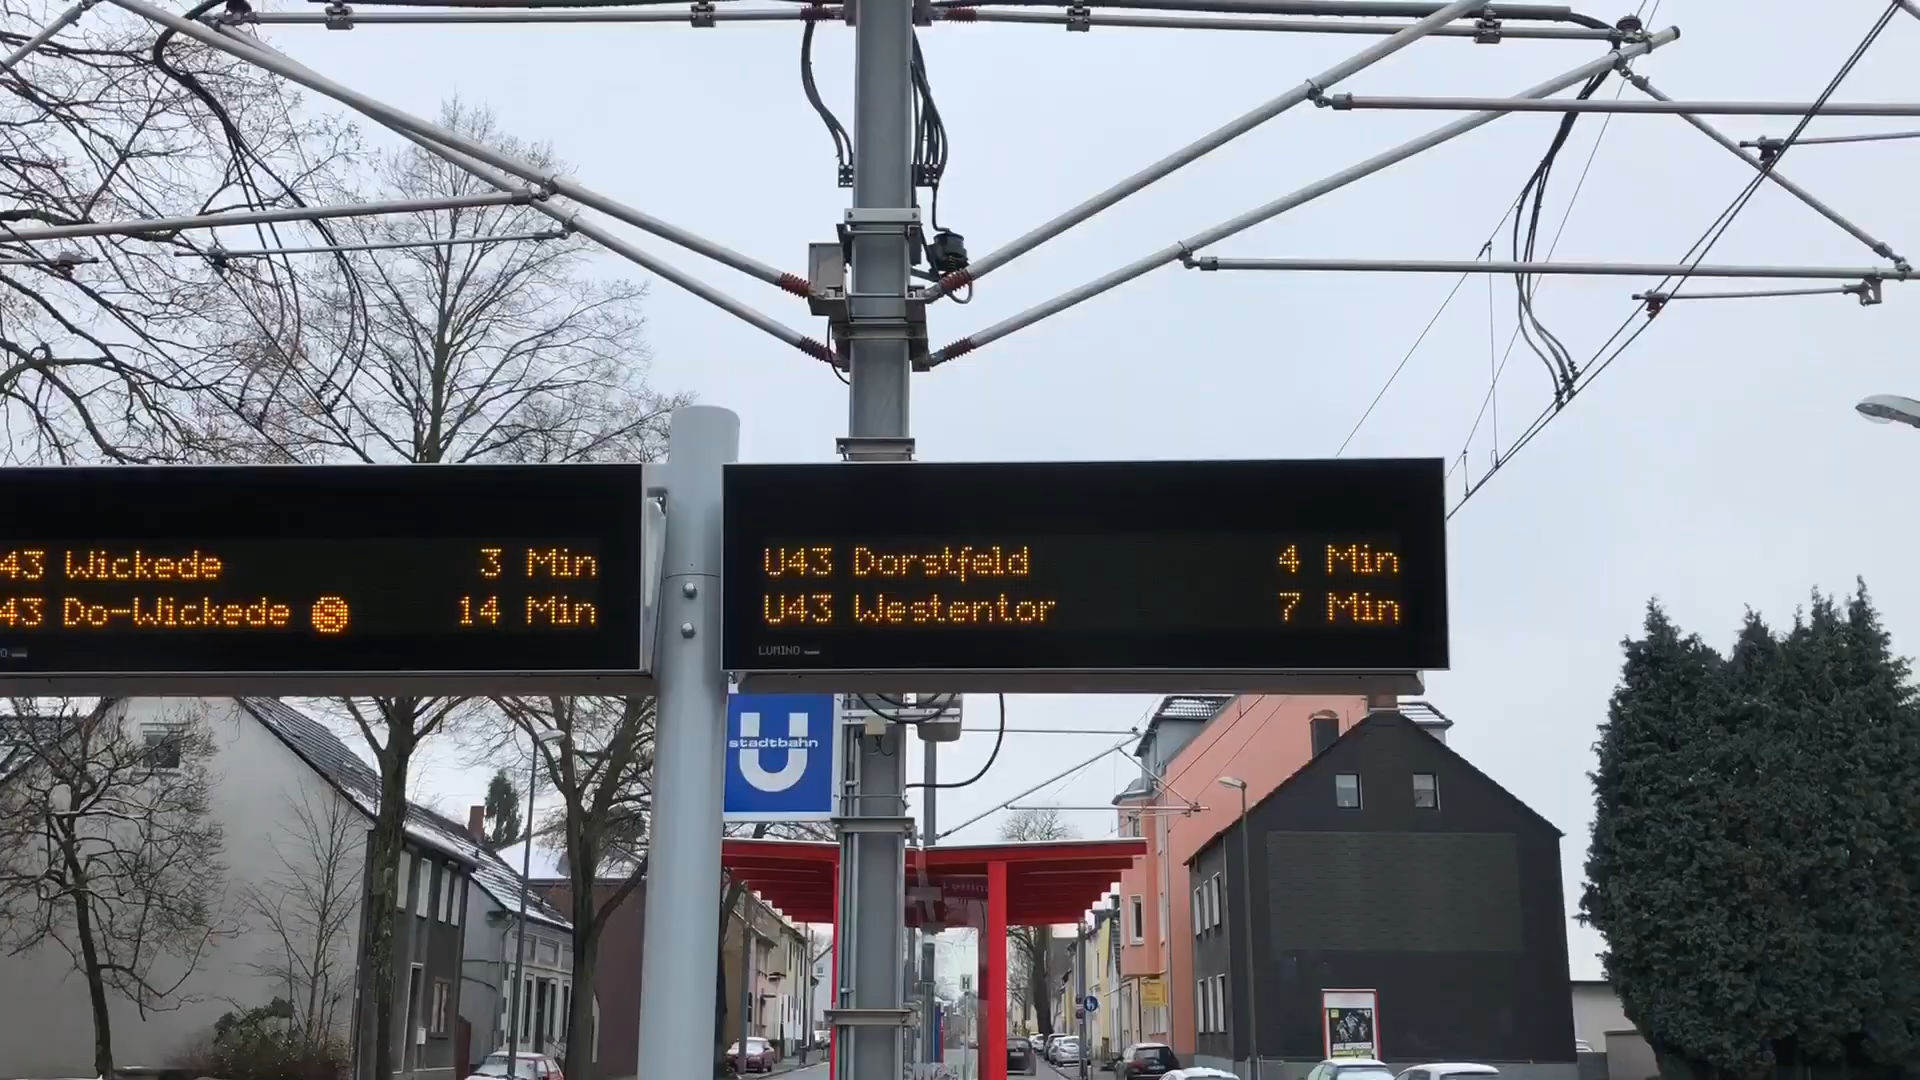 43 Wickede 3 Min
43 Do-Wickede Ⓢ 14 Min
U43 Dorstfeld 4 Min
U43 Westentor 7 Min
LUMINO
U
stadtbahn
H